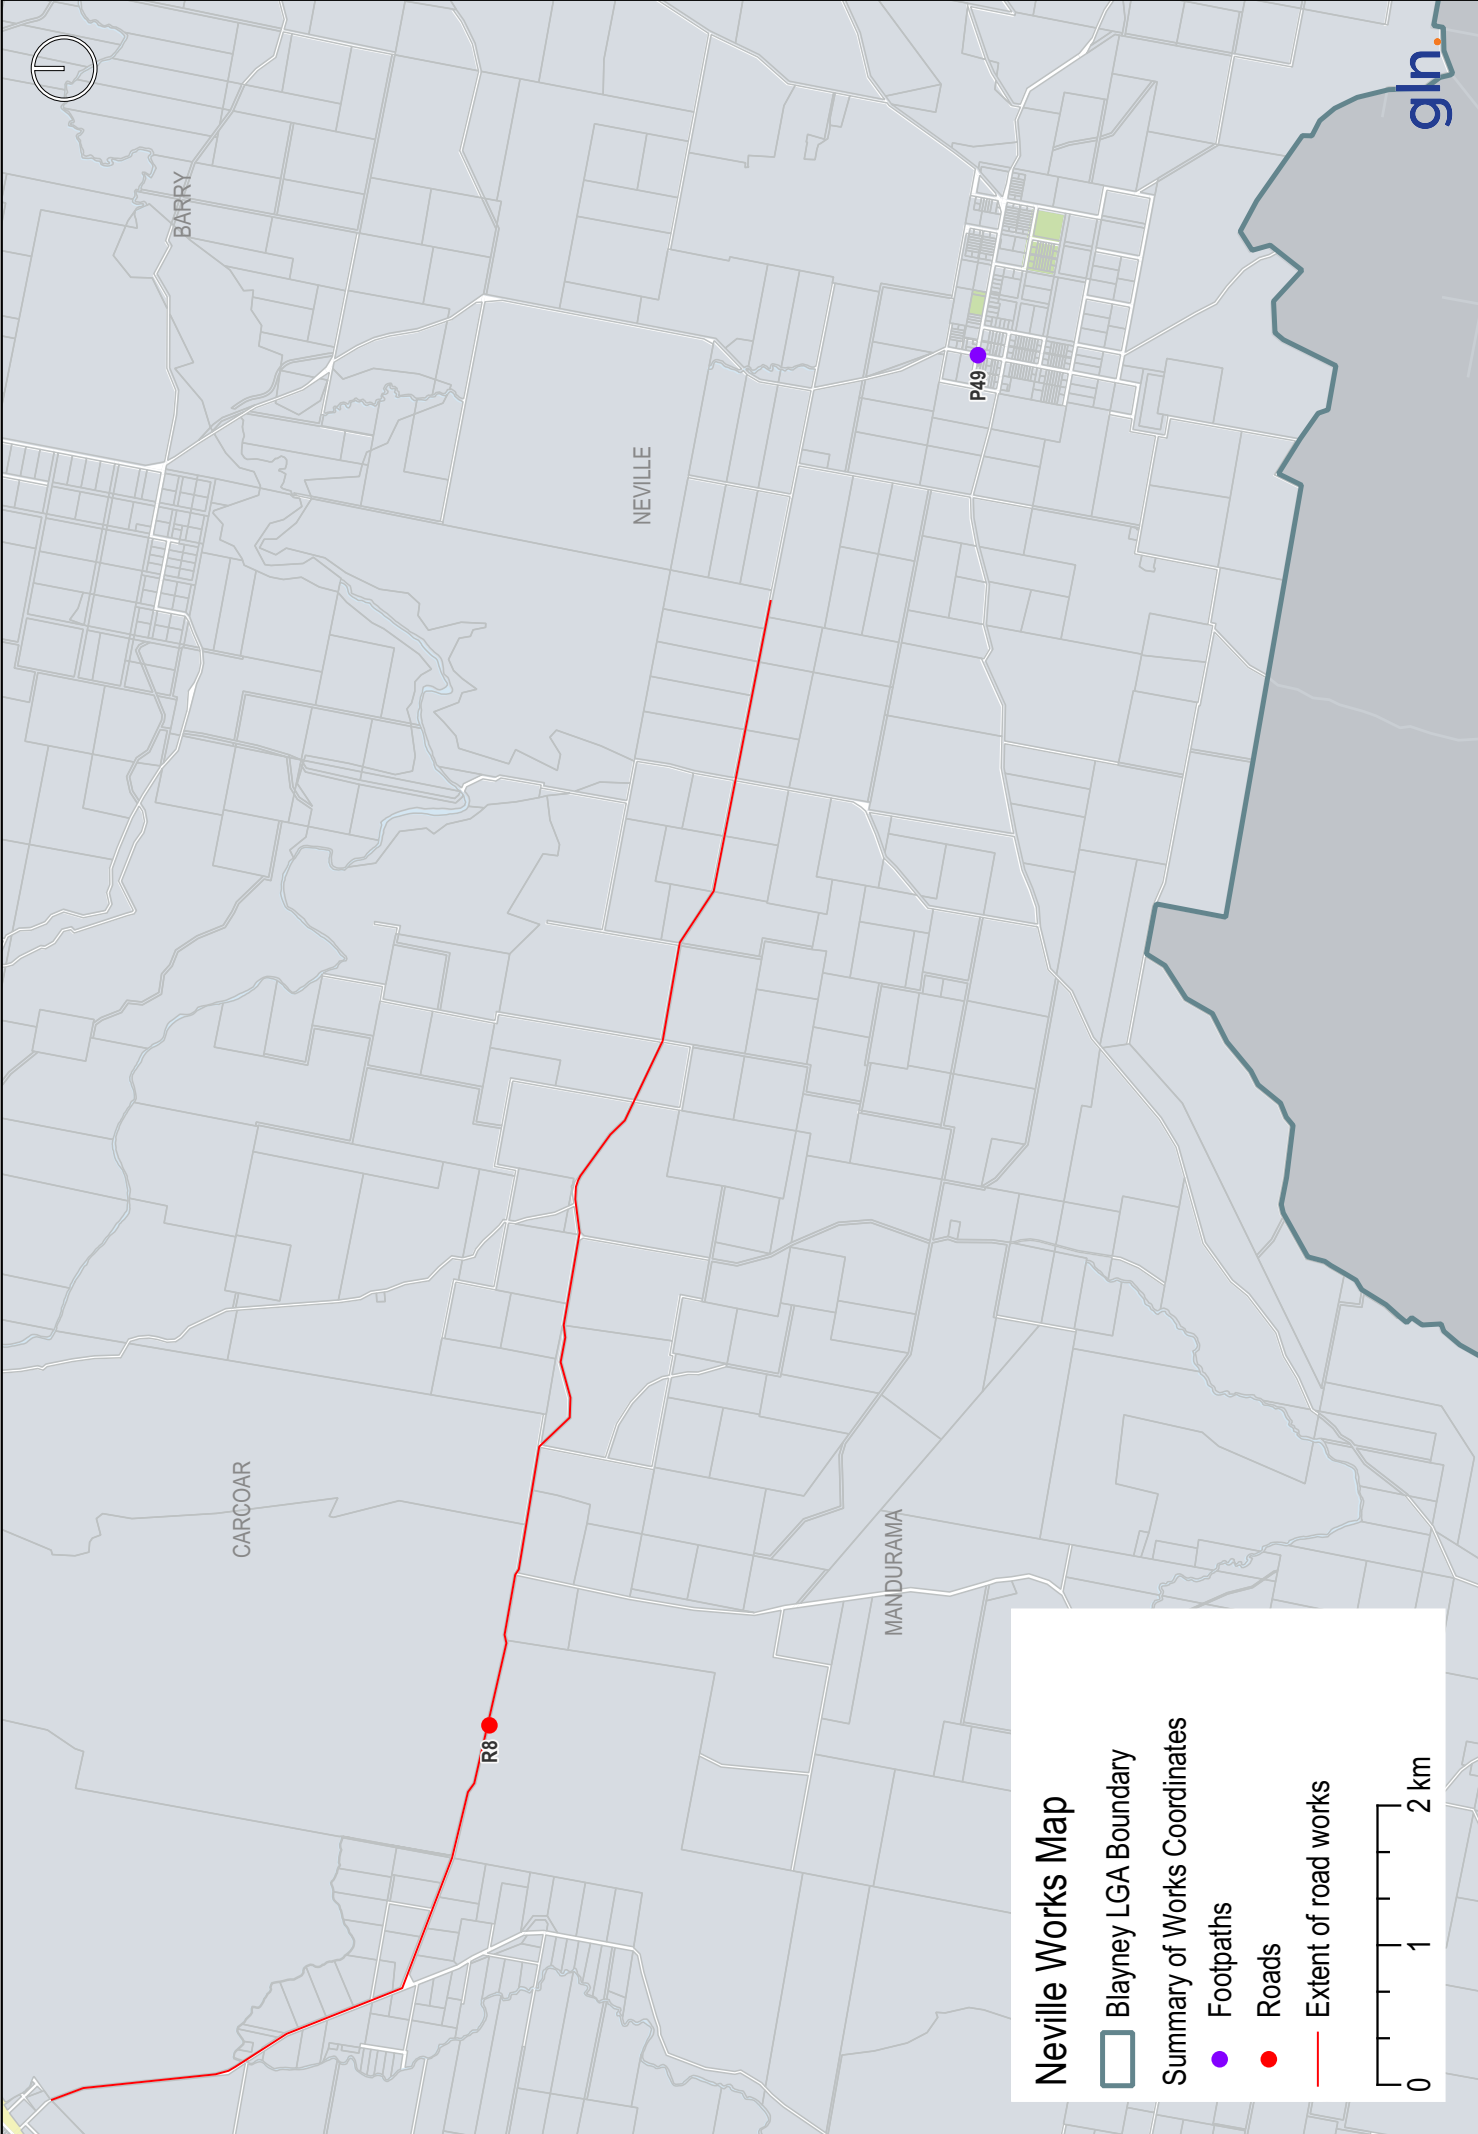 BARRY
NEVILLE
P49
CARCOAR
MANDURAMA
R8
Neville Works Map
Blayney LGA Boundary
Summary of Works Coordinates
Footpaths
Roads
Extent of road works
0 1 2 km
gln.